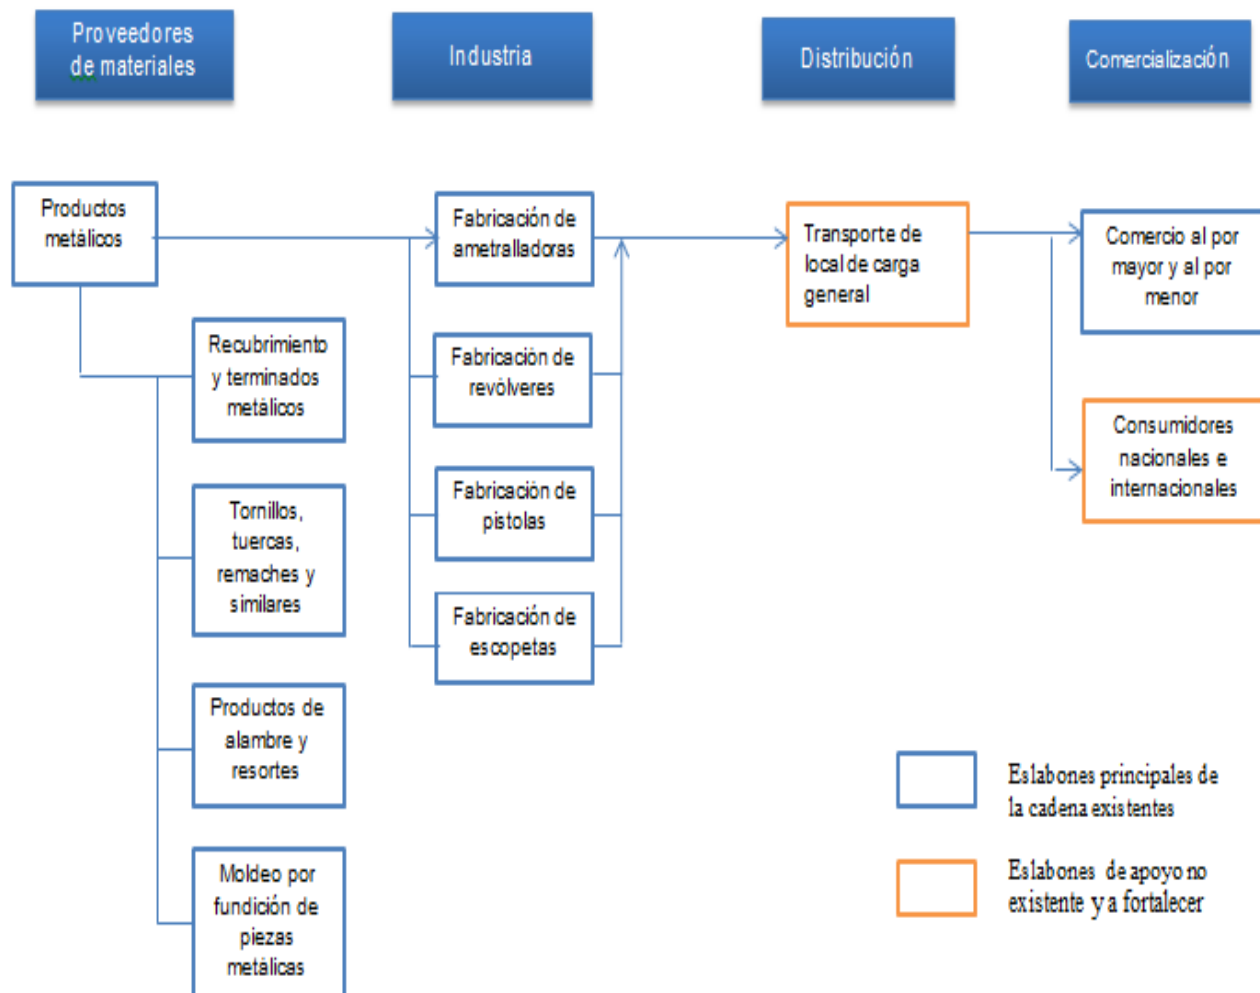 Proveedores
de materiales
Industria
Distribución
Comercialización
Productos
metálicos
Recubrimiento
y terminados
metálicos
Tornillos,
tuercas,
remaches y
similares
Productos de
alambre y
resortes
Moldeo por
fundición de
piezas
metálicas
Fabricación de
ametralladoras
Fabricación de
revólveres
Fabricación de
pistolas
Fabricación de
escopetas
Transporte de
local de carga
general
Comercio al por
mayor y al por
menor
Consumidores
nacionales e
internacionales
Eslabones principales de
la cadena existentes
Eslabones de apoyo no
existente y a fortalecer